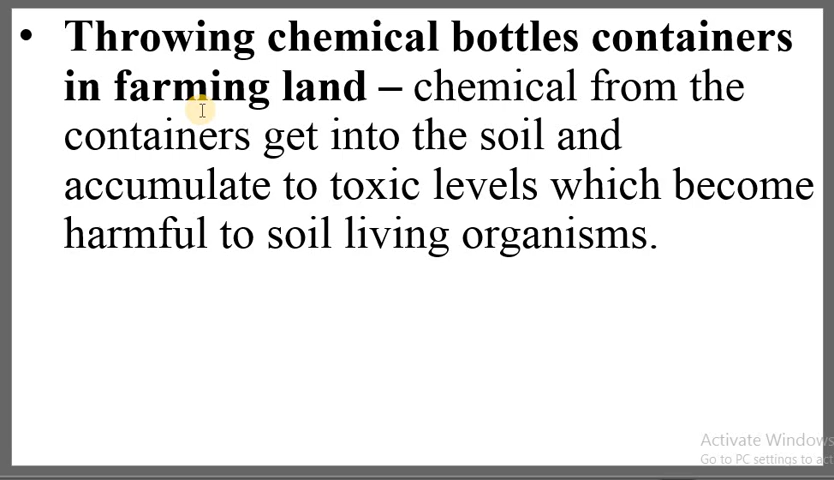 • Throwing chemical bottles containers
in farming land – chemical from the
containers get into the soil and
accumulate to toxic levels which become
harmful to soil living organisms.
Activate Windows
Go to PC settings to act